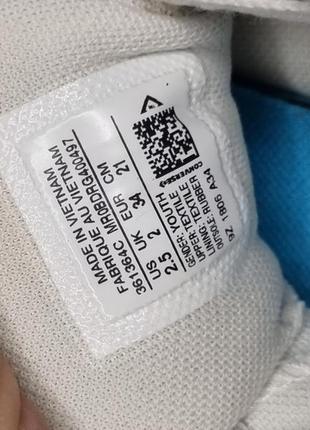 MADE IN VIETNAM
FABRIQUE AU VIETNAM
361364C MR0BDRG4400497
US UK EUR CM
2.5 2 34 21
GENDER: YOUTH
UPPER: TEXTILE
LINING: TEXTILE
OUTSOLE: RUBBER
9Z 1806 A34
CONVERSE